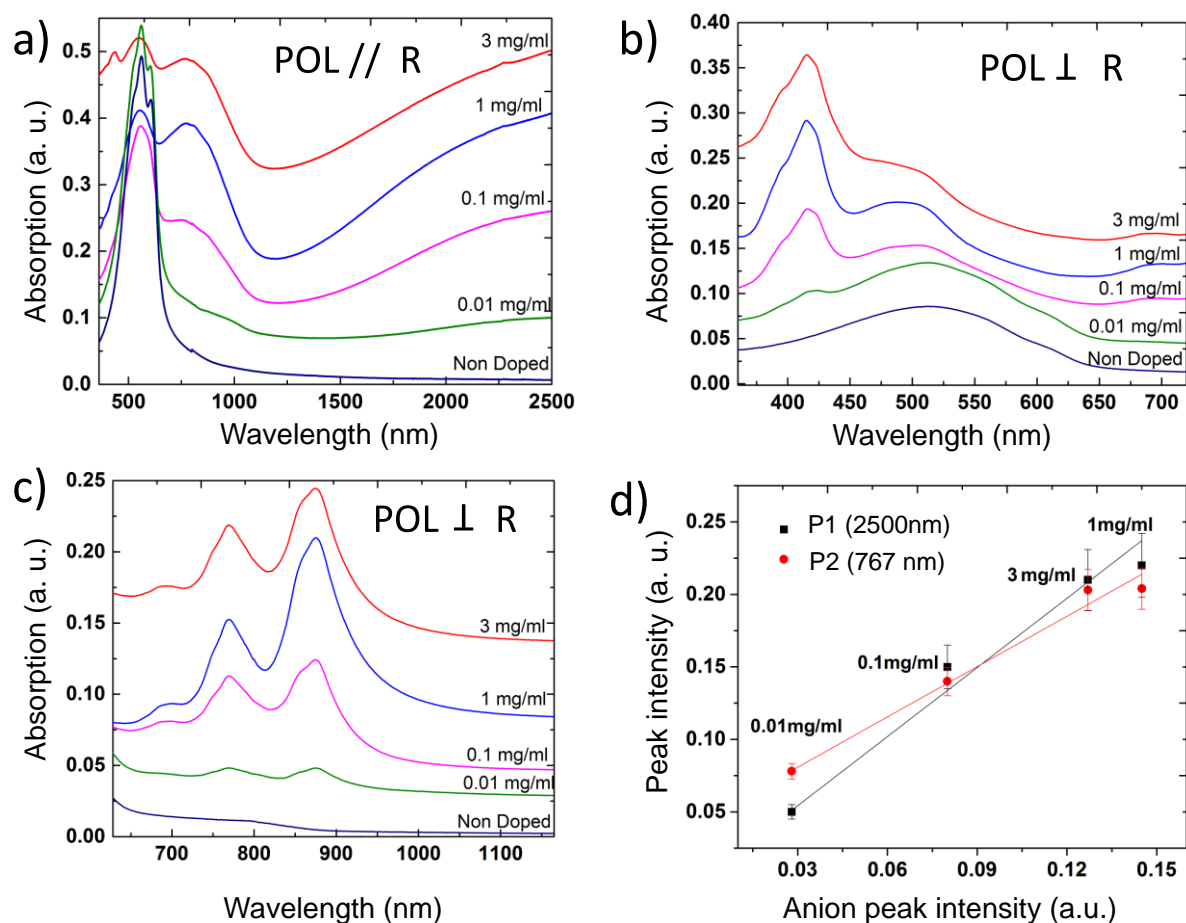 a)
POL // R
3 mg/ml
1 mg/ml
0.1 mg/ml
0.01 mg/ml
Non Doped
0.5
0.4
0.3
0.2
0.1
0.0
500 1000 1500 2000 2500
Absorption (a. u.)
Wavelength (nm)
b)
POL ⊥ R
3 mg/ml
1 mg/ml
0.1 mg/ml
0.01 mg/ml
Non Doped
0.40
0.35
0.30
0.25
0.20
0.15
0.10
0.05
0.00
400 450 500 550 600 650 700
Absorption (a. u.)
Wavelength (nm)
c)
POL ⊥ R
3 mg/ml
1 mg/ml
0.1 mg/ml
0.01 mg/ml
Non Doped
0.25
0.20
0.15
0.10
0.05
0.00
700 800 900 1000 1100
Absorption (a. u.)
Wavelength (nm)
d)
P1 (2500nm)
P2 (767 nm)
1mg/ml
3 mg/ml
0.1mg/ml
0.01mg/ml
0.25
0.20
0.15
0.10
0.05
0.03 0.06 0.09 0.12 0.15
Peak intensity (a. u.)
Anion peak intensity (a.u.)